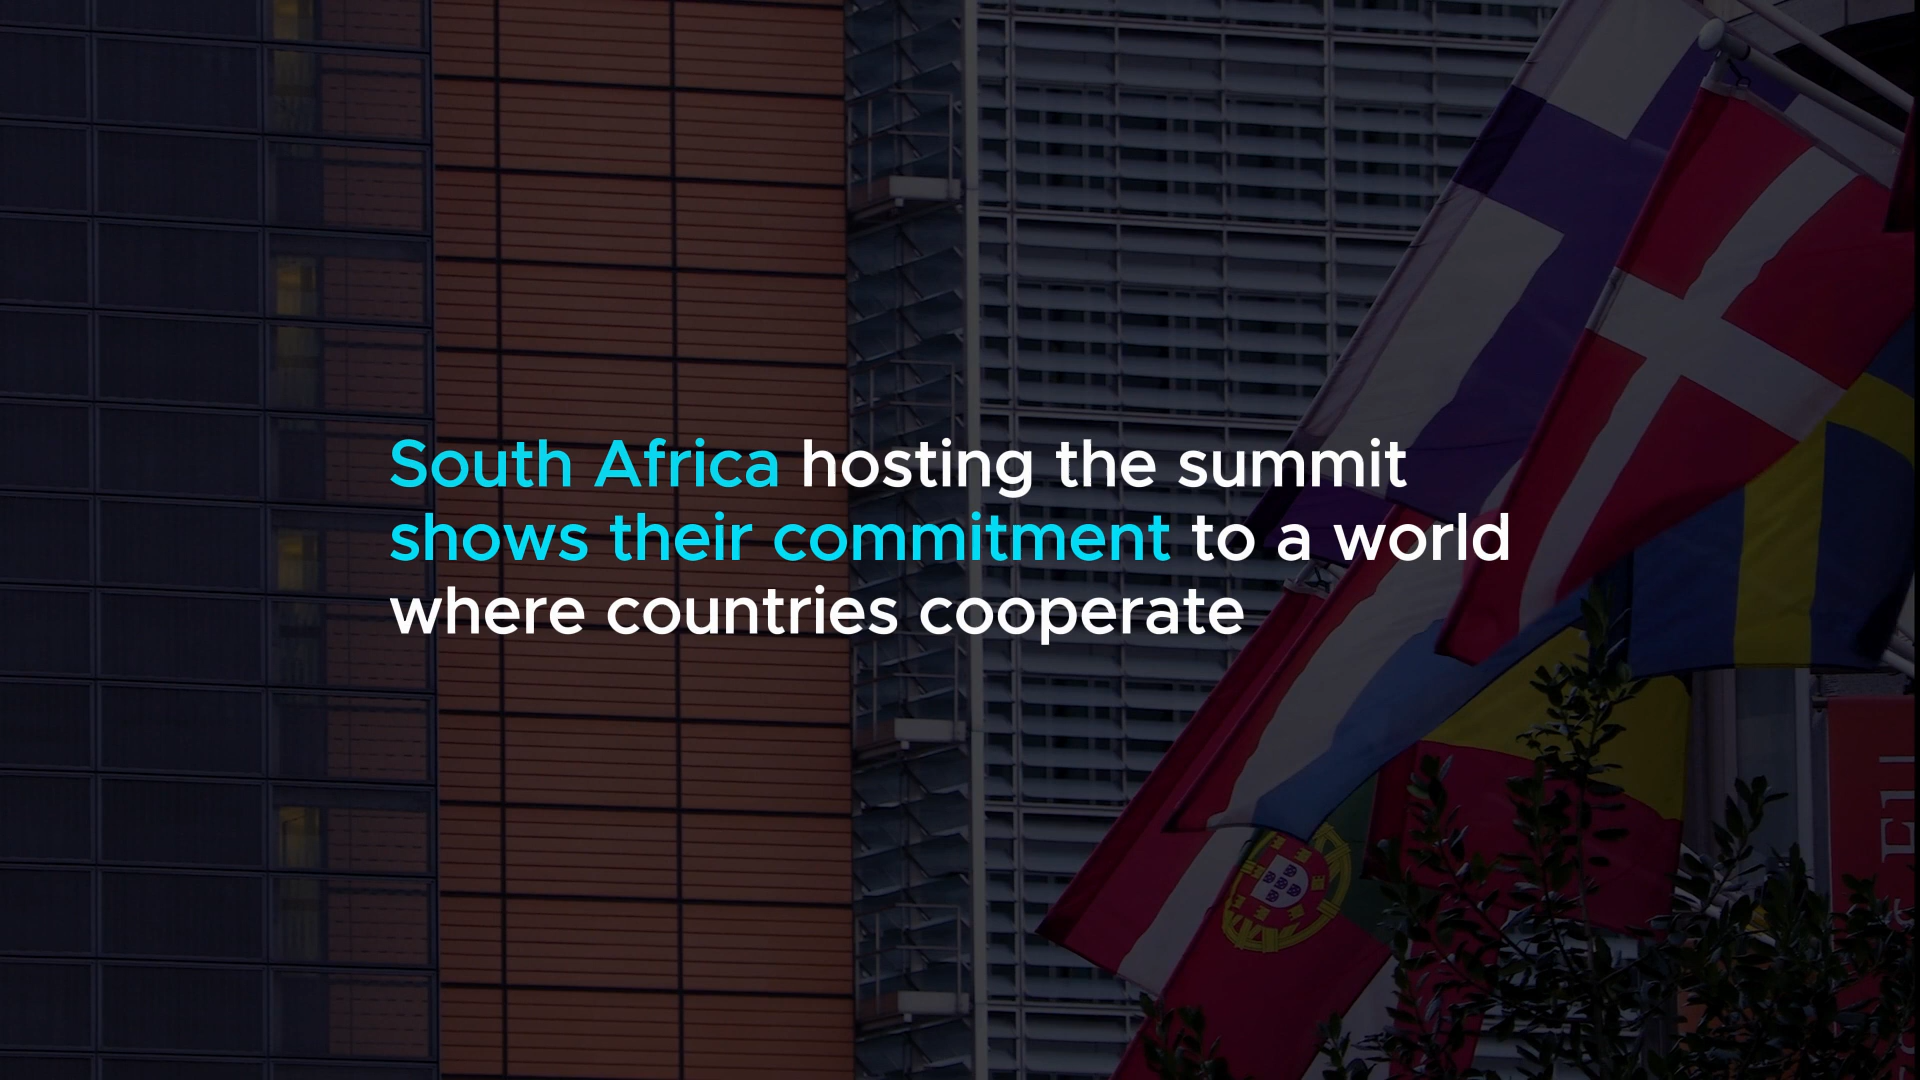 South Africa hosting the summit
shows their commitment to a world
where countries cooperate